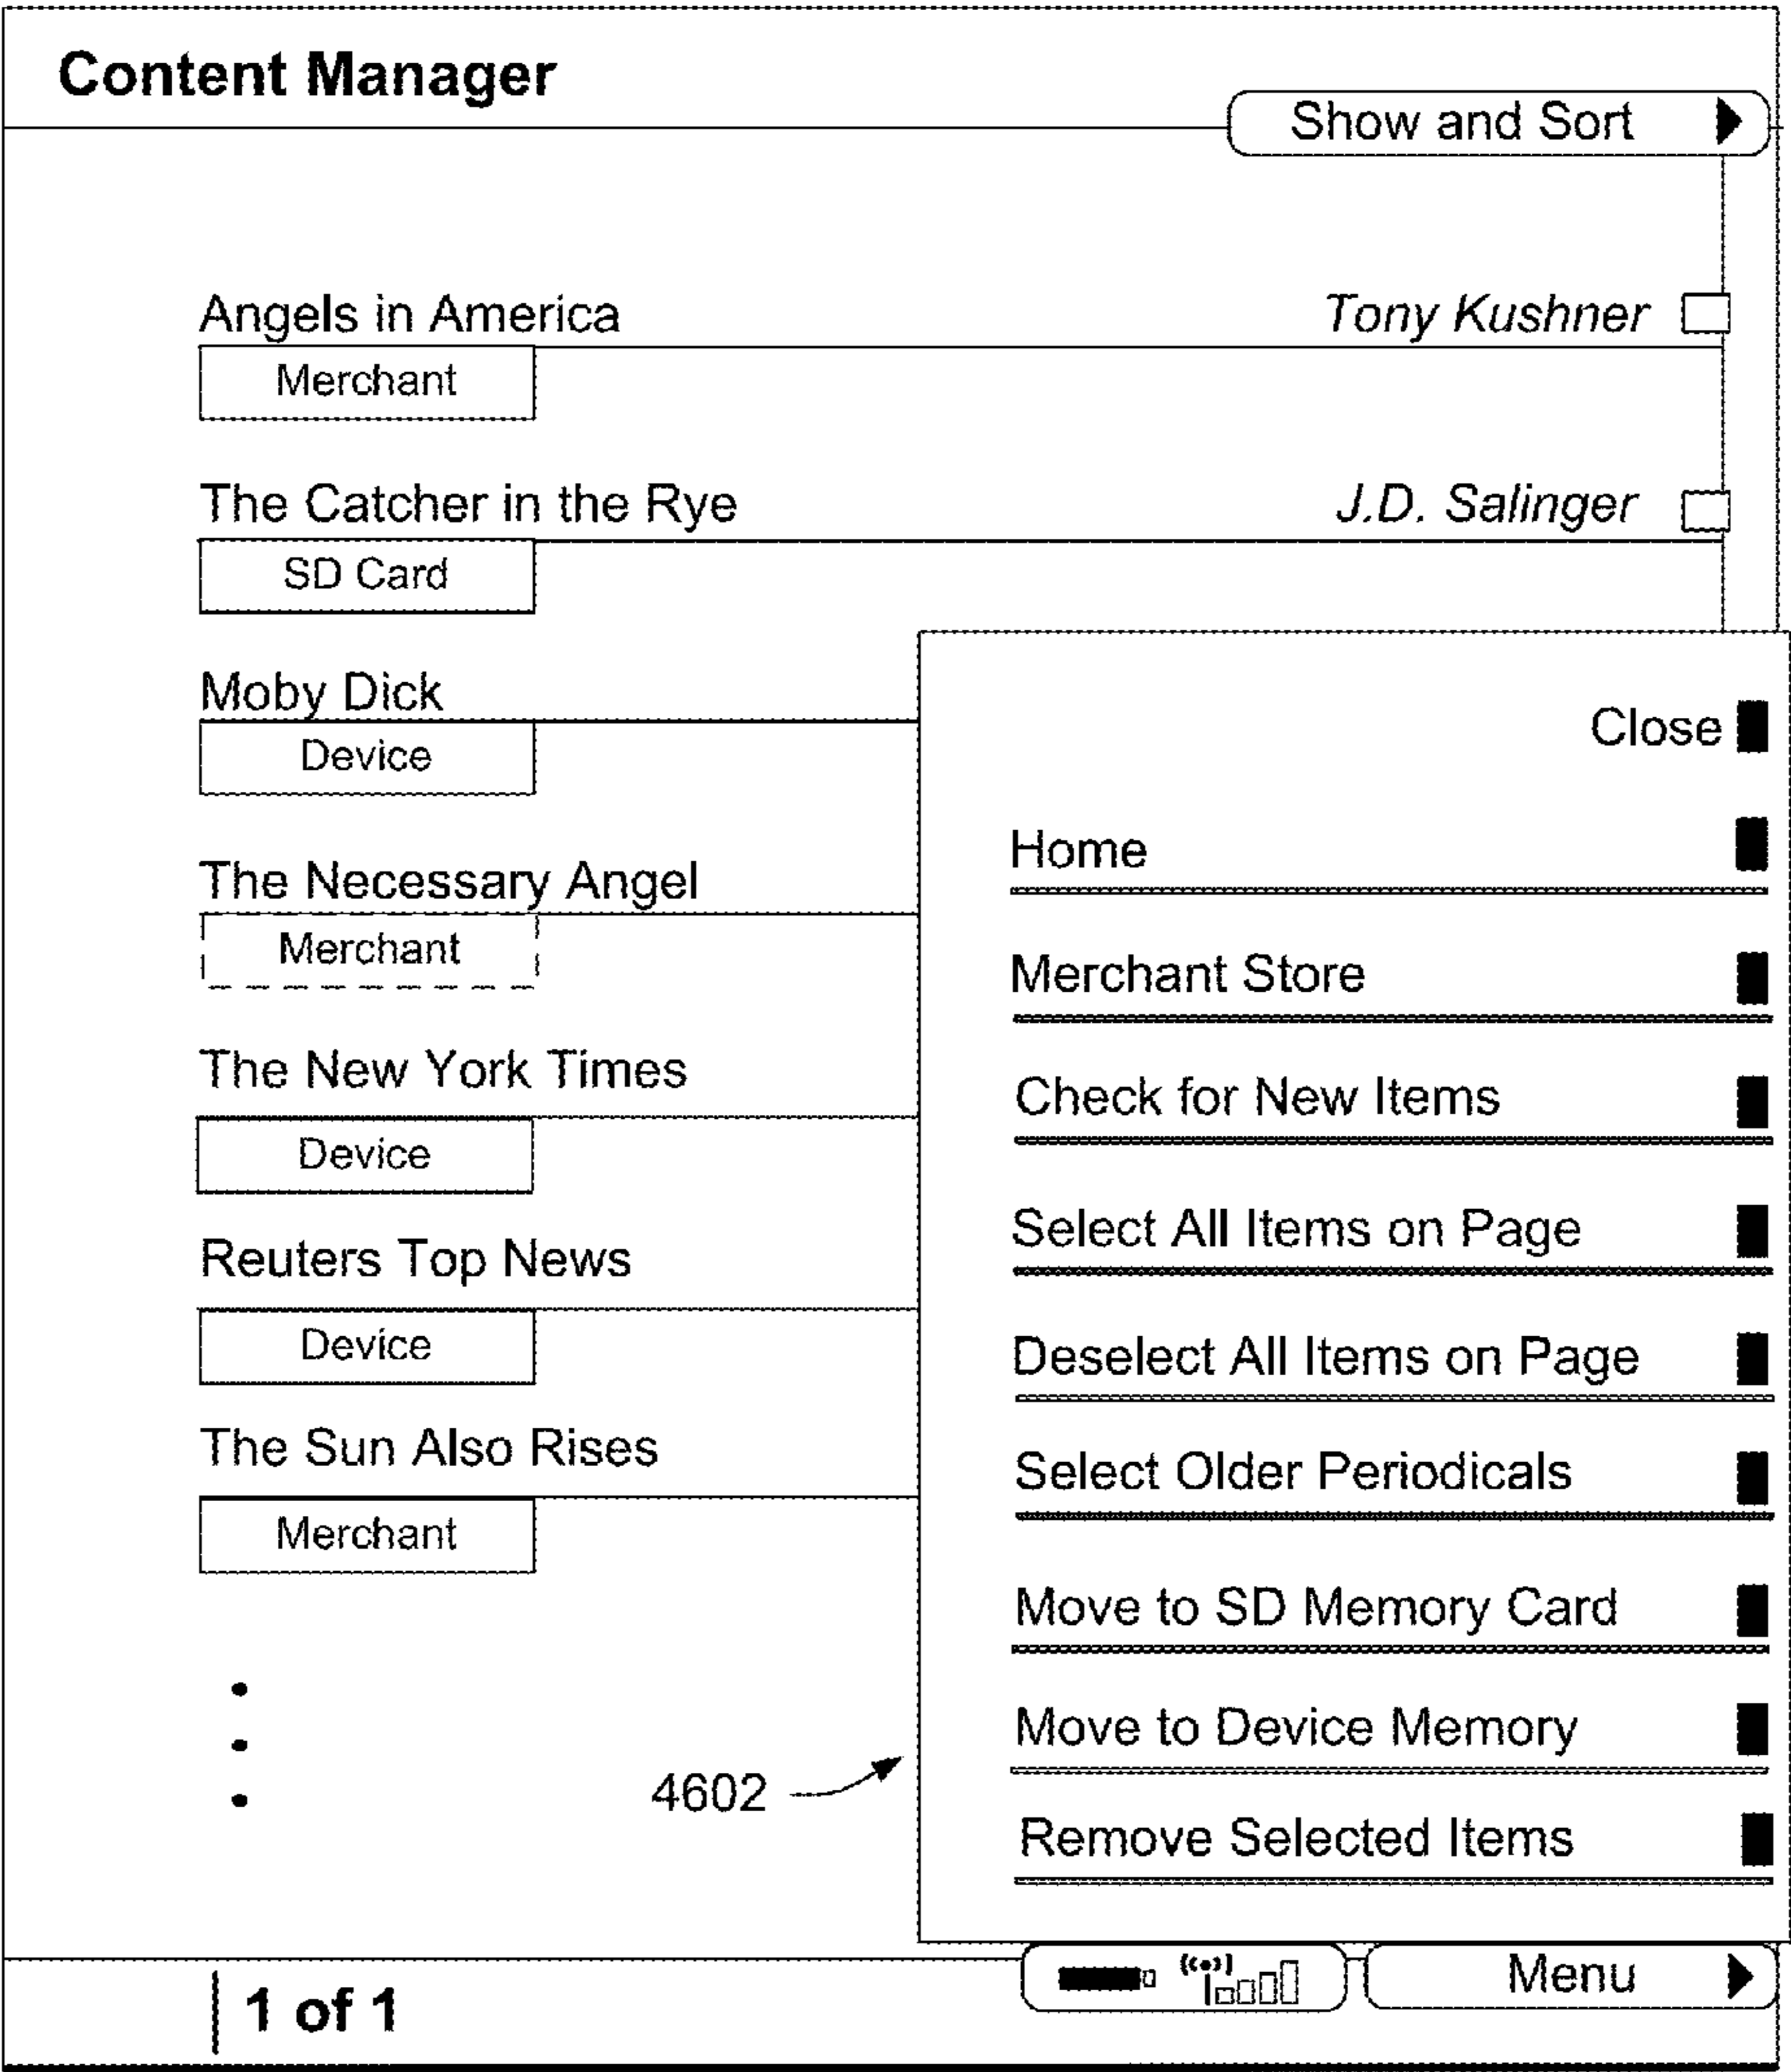 Content Manager
Show and Sort
Angels in America Tony Kushner
Merchant
The Catcher in the Rye J.D. Salinger
SD Card
Moby Dick
Device
The Necessary Angel
Merchant
The New York Times
Device
Reuters Top News
Device
The Sun Also Rises
Merchant
Close
Home
Merchant Store
Check for New Items
Select All Items on Page
Deselect All Items on Page
Select Older Periodicals
Move to SD Memory Card
Move to Device Memory
Remove Selected Items
4602
1 of 1
Menu